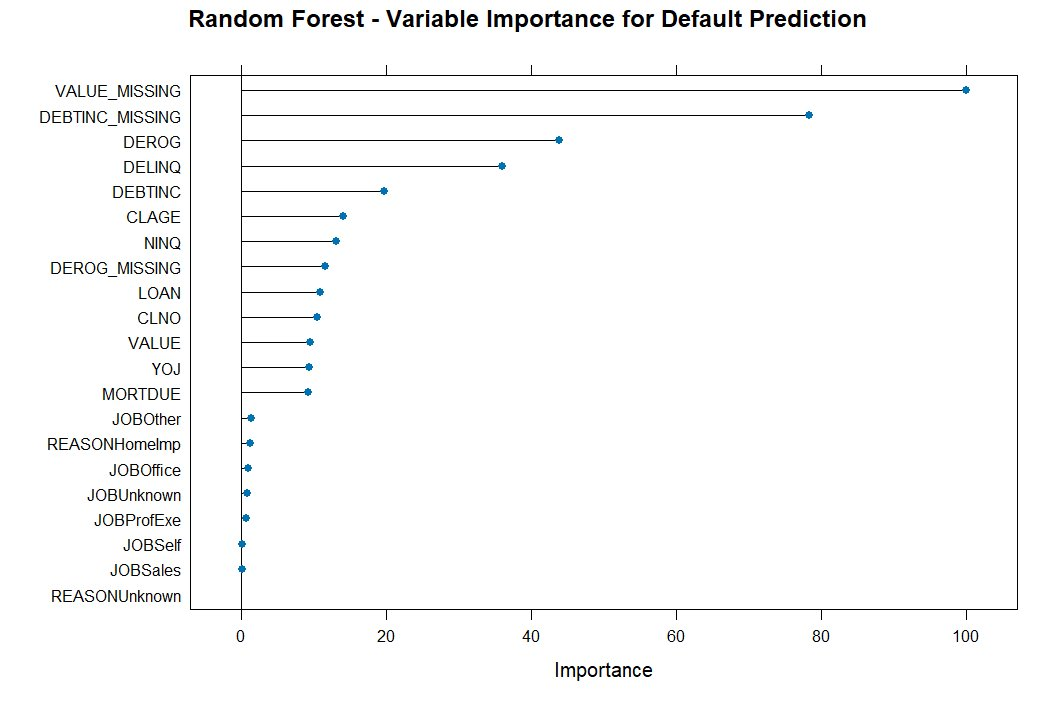 Random Forest - Variable Importance for Default Prediction
VALUE_MISSING
DEBTINC_MISSING
DEROG
DELINQ
DEBTINC
CLAGE
NINQ
DEROG_MISSING
LOAN
CLNO
VALUE
YOJ
MORTDUE
JOBOther
REASONHomeImp
JOBOffice
JOBUnknown
JOBProfExe
JOBSelf
JOBSales
REASONUnknown
0 20 40 60 80 100
Importance